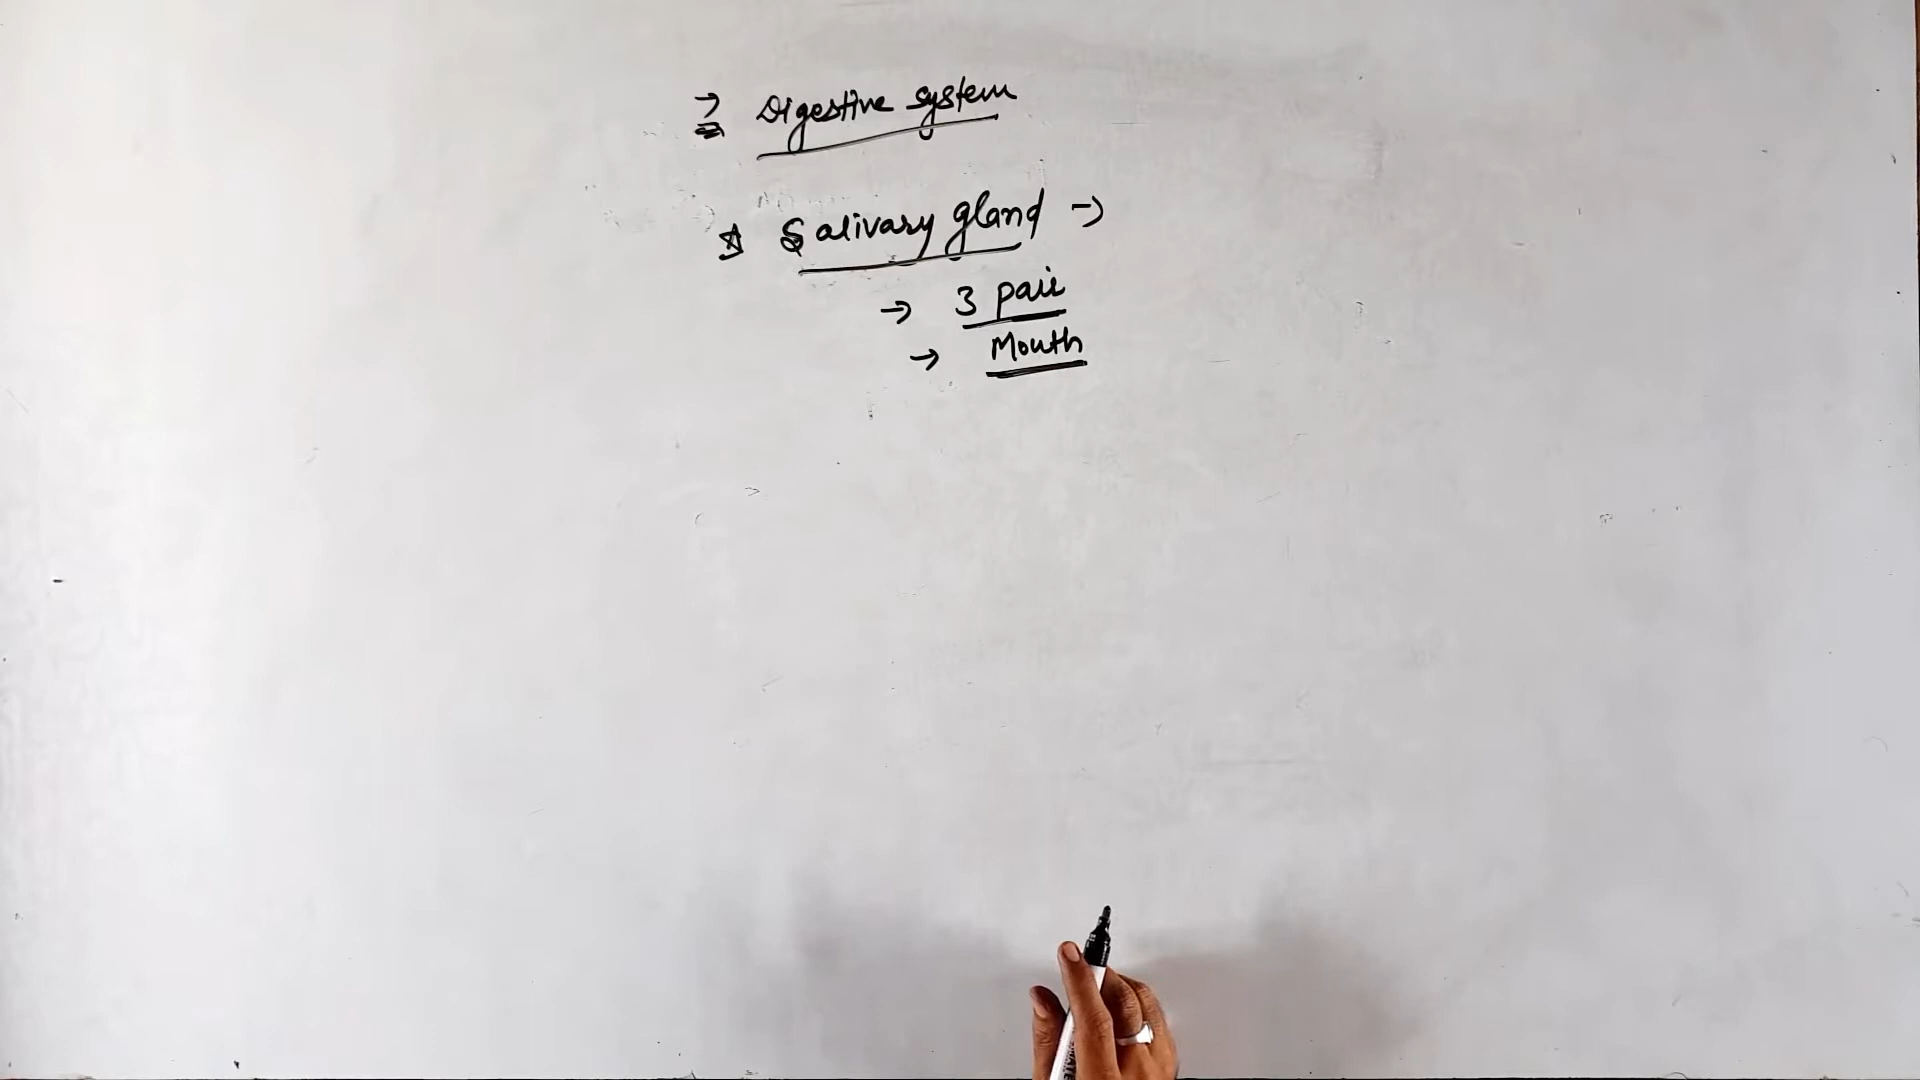 → Digestive system
☆ Salivary gland →
→ 3 pair
→ Mouth